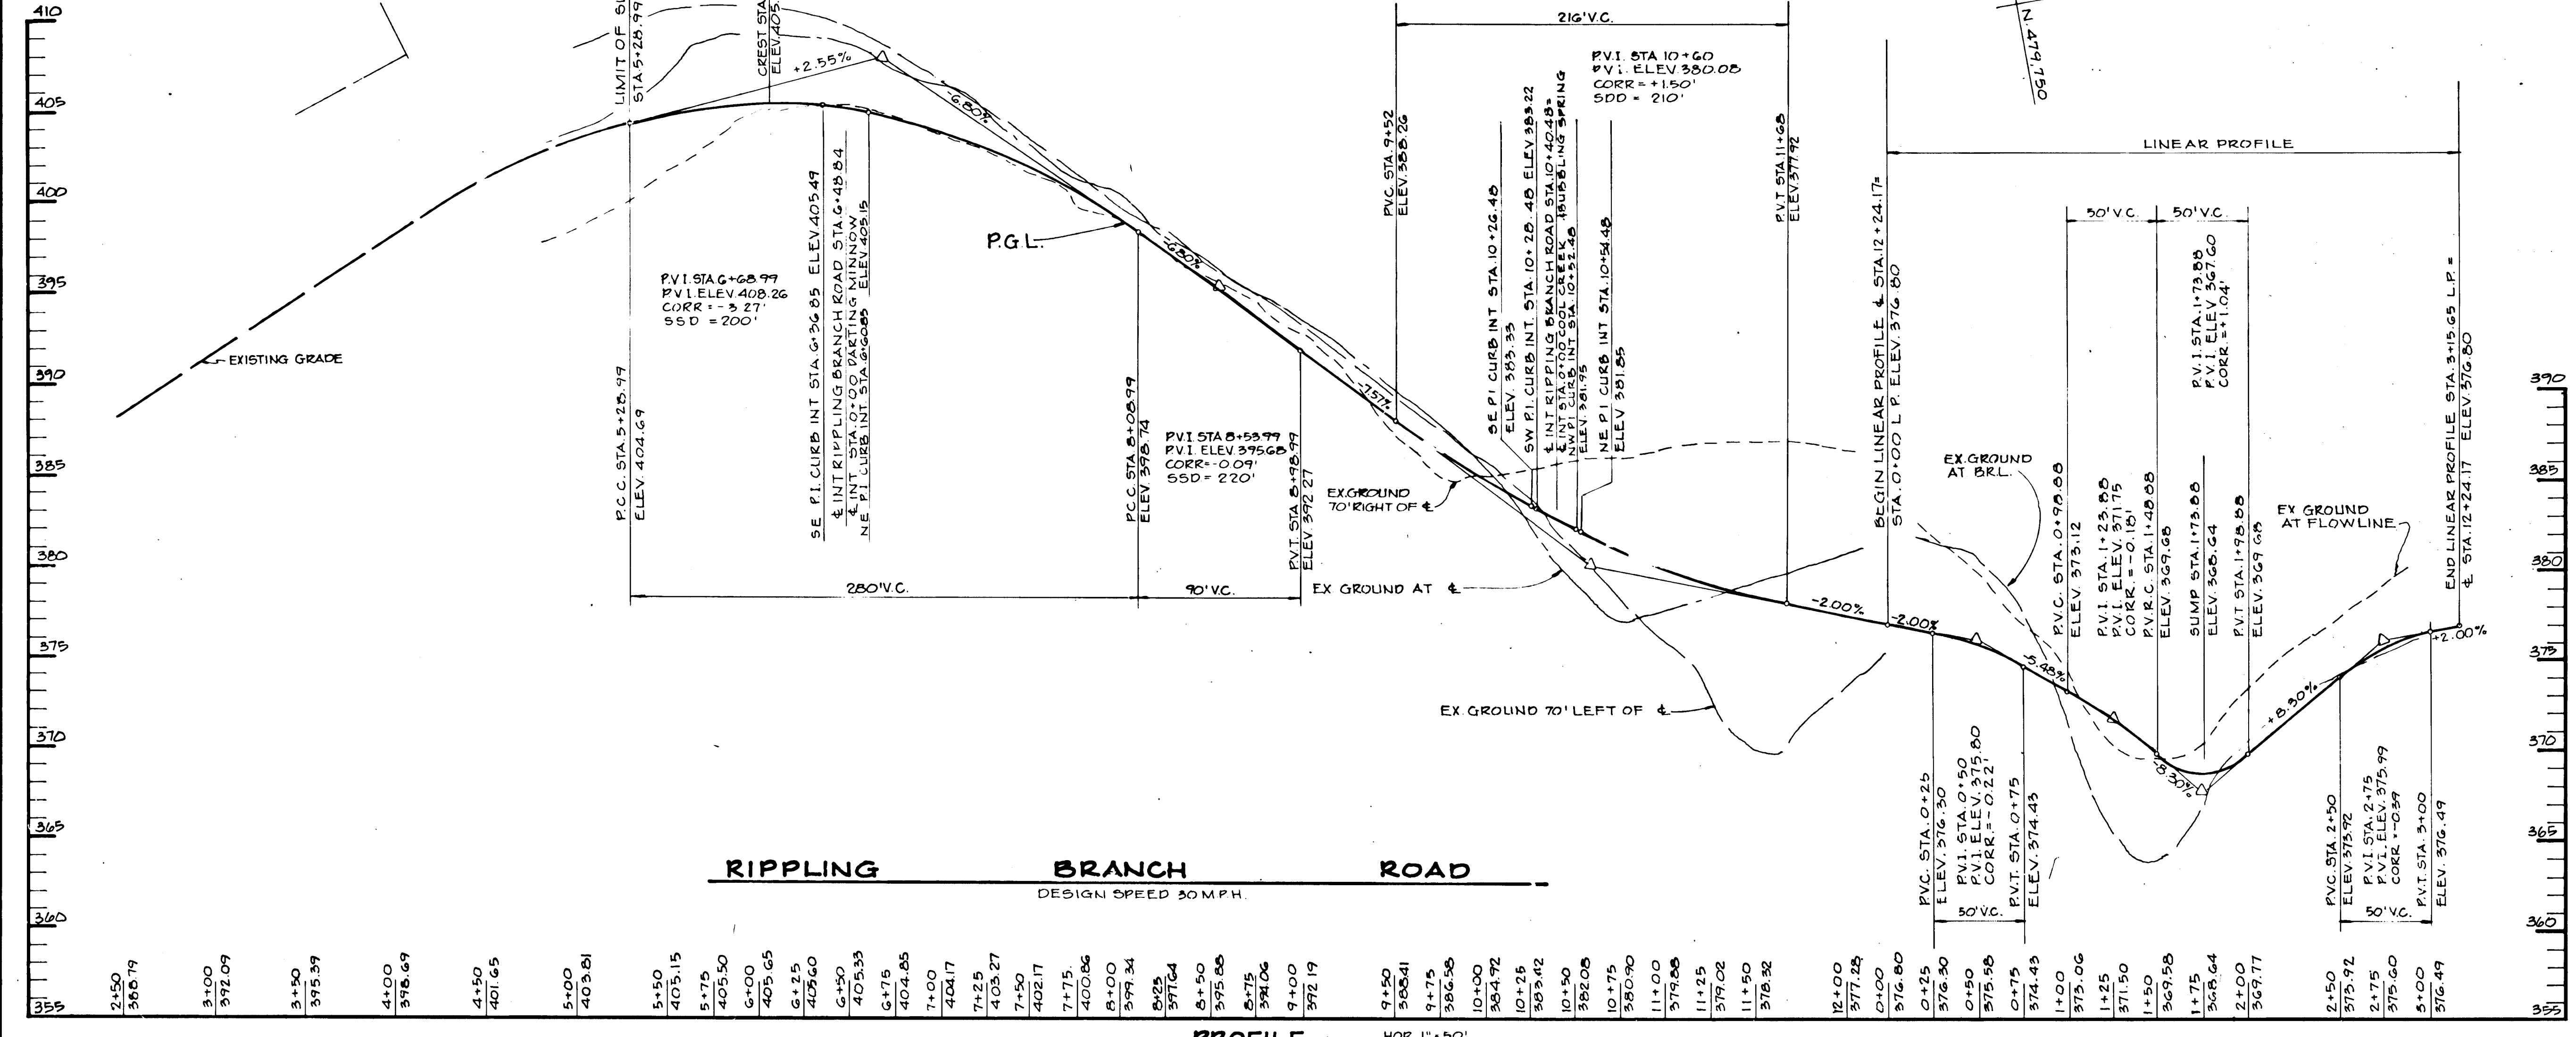 410
405
400
395
390
385
380
375
370
365
360
355
EXISTING GRADE
LIMIT OF
STA. 5+28.99
CREST STA.
ELEV. 405.
+2.55%
-6.80%
P.V.I. STA. 6+68.99
P.V.I. ELEV. 408.26
CORR = -3.27'
SSD = 200'
P.C.C. STA. 5+28.99
ELEV. 404.69
SE P.I. CURB INT STA. 6+36.85 ELEV. 405.49
℄ INT RIPPLING BRANCH ROAD STA. 6+48.84
℄ INT STA. 0+00 DARTING MINNOW
NE P.I CURB INT. STA. 6+60.85 ELEV. 405.15
280' V.C.
P.G.L.
-6.80%
P.C.C. STA. 8+08.99
ELEV. 398.74
P.V.I. STA 8+53.99
P.V.I. ELEV. 395.68
CORR = -0.09'
SSD = 220'
P.V.T. STA 8+98.99
ELEV. 392.27
90' V.C.
-7.57%
216' V.C.
P.V.C. STA. 9+52
ELEV. 388.26
P.V.I. STA 10+60
P.V.I. ELEV. 380.08
CORR = +1.50'
SDD = 210'
SE P I CURB INT STA. 10+26.48
ELEV. 383.33
SW P.I. CURB INT. STA. 10+28.48 ELEV. 383.22
℄ INT RIPPING BRANCH ROAD STA. 10+40.48=
℄ INT STA. 0+00 COOL CREEK & BUBBLING SPRING
NW P I CURB INT STA. 10+52.48
ELEV. 381.95
NE P I CURB INT STA. 10+54.48
ELEV 381.85
P.V.T STA 11+68
ELEV. 377.92
EX. GROUND
70' RIGHT OF ℄
EX GROUND AT ℄
EX. GROUND 70' LEFT OF ℄
-2.00%
N. 479,750
LINEAR PROFILE
BEGIN LINEAR PROFILE ℄ STA. 12+24.17=
STA. 0+00 L.P. ELEV. 376.80
-2.00%
EX. GROUND
AT B.R.L.
P.V.C. STA. 0+25
ELEV. 376.30
P.V.I. STA. 0+50
P.V.I. ELEV. 375.80
CORR. = -0.22'
P.V.T. STA. 0+75
ELEV. 374.43
50' V.C.
-5.48%
50' V.C.
50' V.C.
P.V.C. STA. 0+98.88
ELEV. 373.12
P.V.I. STA. 1+23.88
P.V.I. ELEV. 371.75
CORR. = -0.18'
P.V.R.C. STA. 1+48.88
ELEV. 369.68
P.V.I. STA. 1+73.88
P.V.I. ELEV 367.60
CORR. = +1.04'
SUMP STA. 1+73.88
ELEV. 368.64
P.V.T STA. 1+98.88
ELEV. 369.68
-8.30%
+8.30%
EX GROUND
AT FLOWLINE
P.V.C. STA. 2+50
ELEV. 373.92
P.V.I. STA. 2+75
P.V.I. ELEV. 375.99
CORR = -0.39
P.V.T. STA. 3+00
ELEV. 376.49
50' V.C.
+2.00%
END LINEAR PROFILE STA. 3+15.65 L.P. =
℄ STA. 12+24.17 ELEV. 376.80
390
385
380
375
370
365
360
355
RIPPLING BRANCH ROAD
DESIGN SPEED 30 M.P.H.
2+50 388.79
3+00 392.09
3+50 395.39
4+00 398.69
4+50 401.65
5+00 403.81
5+50 405.15
5+75 405.50
6+00 405.65
6+25 405.60
6+50 405.33
6+75 404.85
7+00 404.17
7+25 403.27
7+50 402.17
7+75 400.86
8+00 399.34
8+25 397.64
8+50 395.88
8+75 394.06
9+00 392.19
9+50 388.41
9+75 386.58
10+00 384.92
10+25 383.42
10+50 382.08
10+75 380.90
11+00 379.88
11+25 379.02
11+50 378.32
12+00 377.28
0+00 376.80
0+25 376.30
0+50 375.58
0+75 374.43
1+00 373.06
1+25 371.50
1+50 369.58
1+75 368.64
2+00 369.77
2+50 373.92
2+75 375.60
3+00 376.49
PROFILE
HOR. 1"=50'